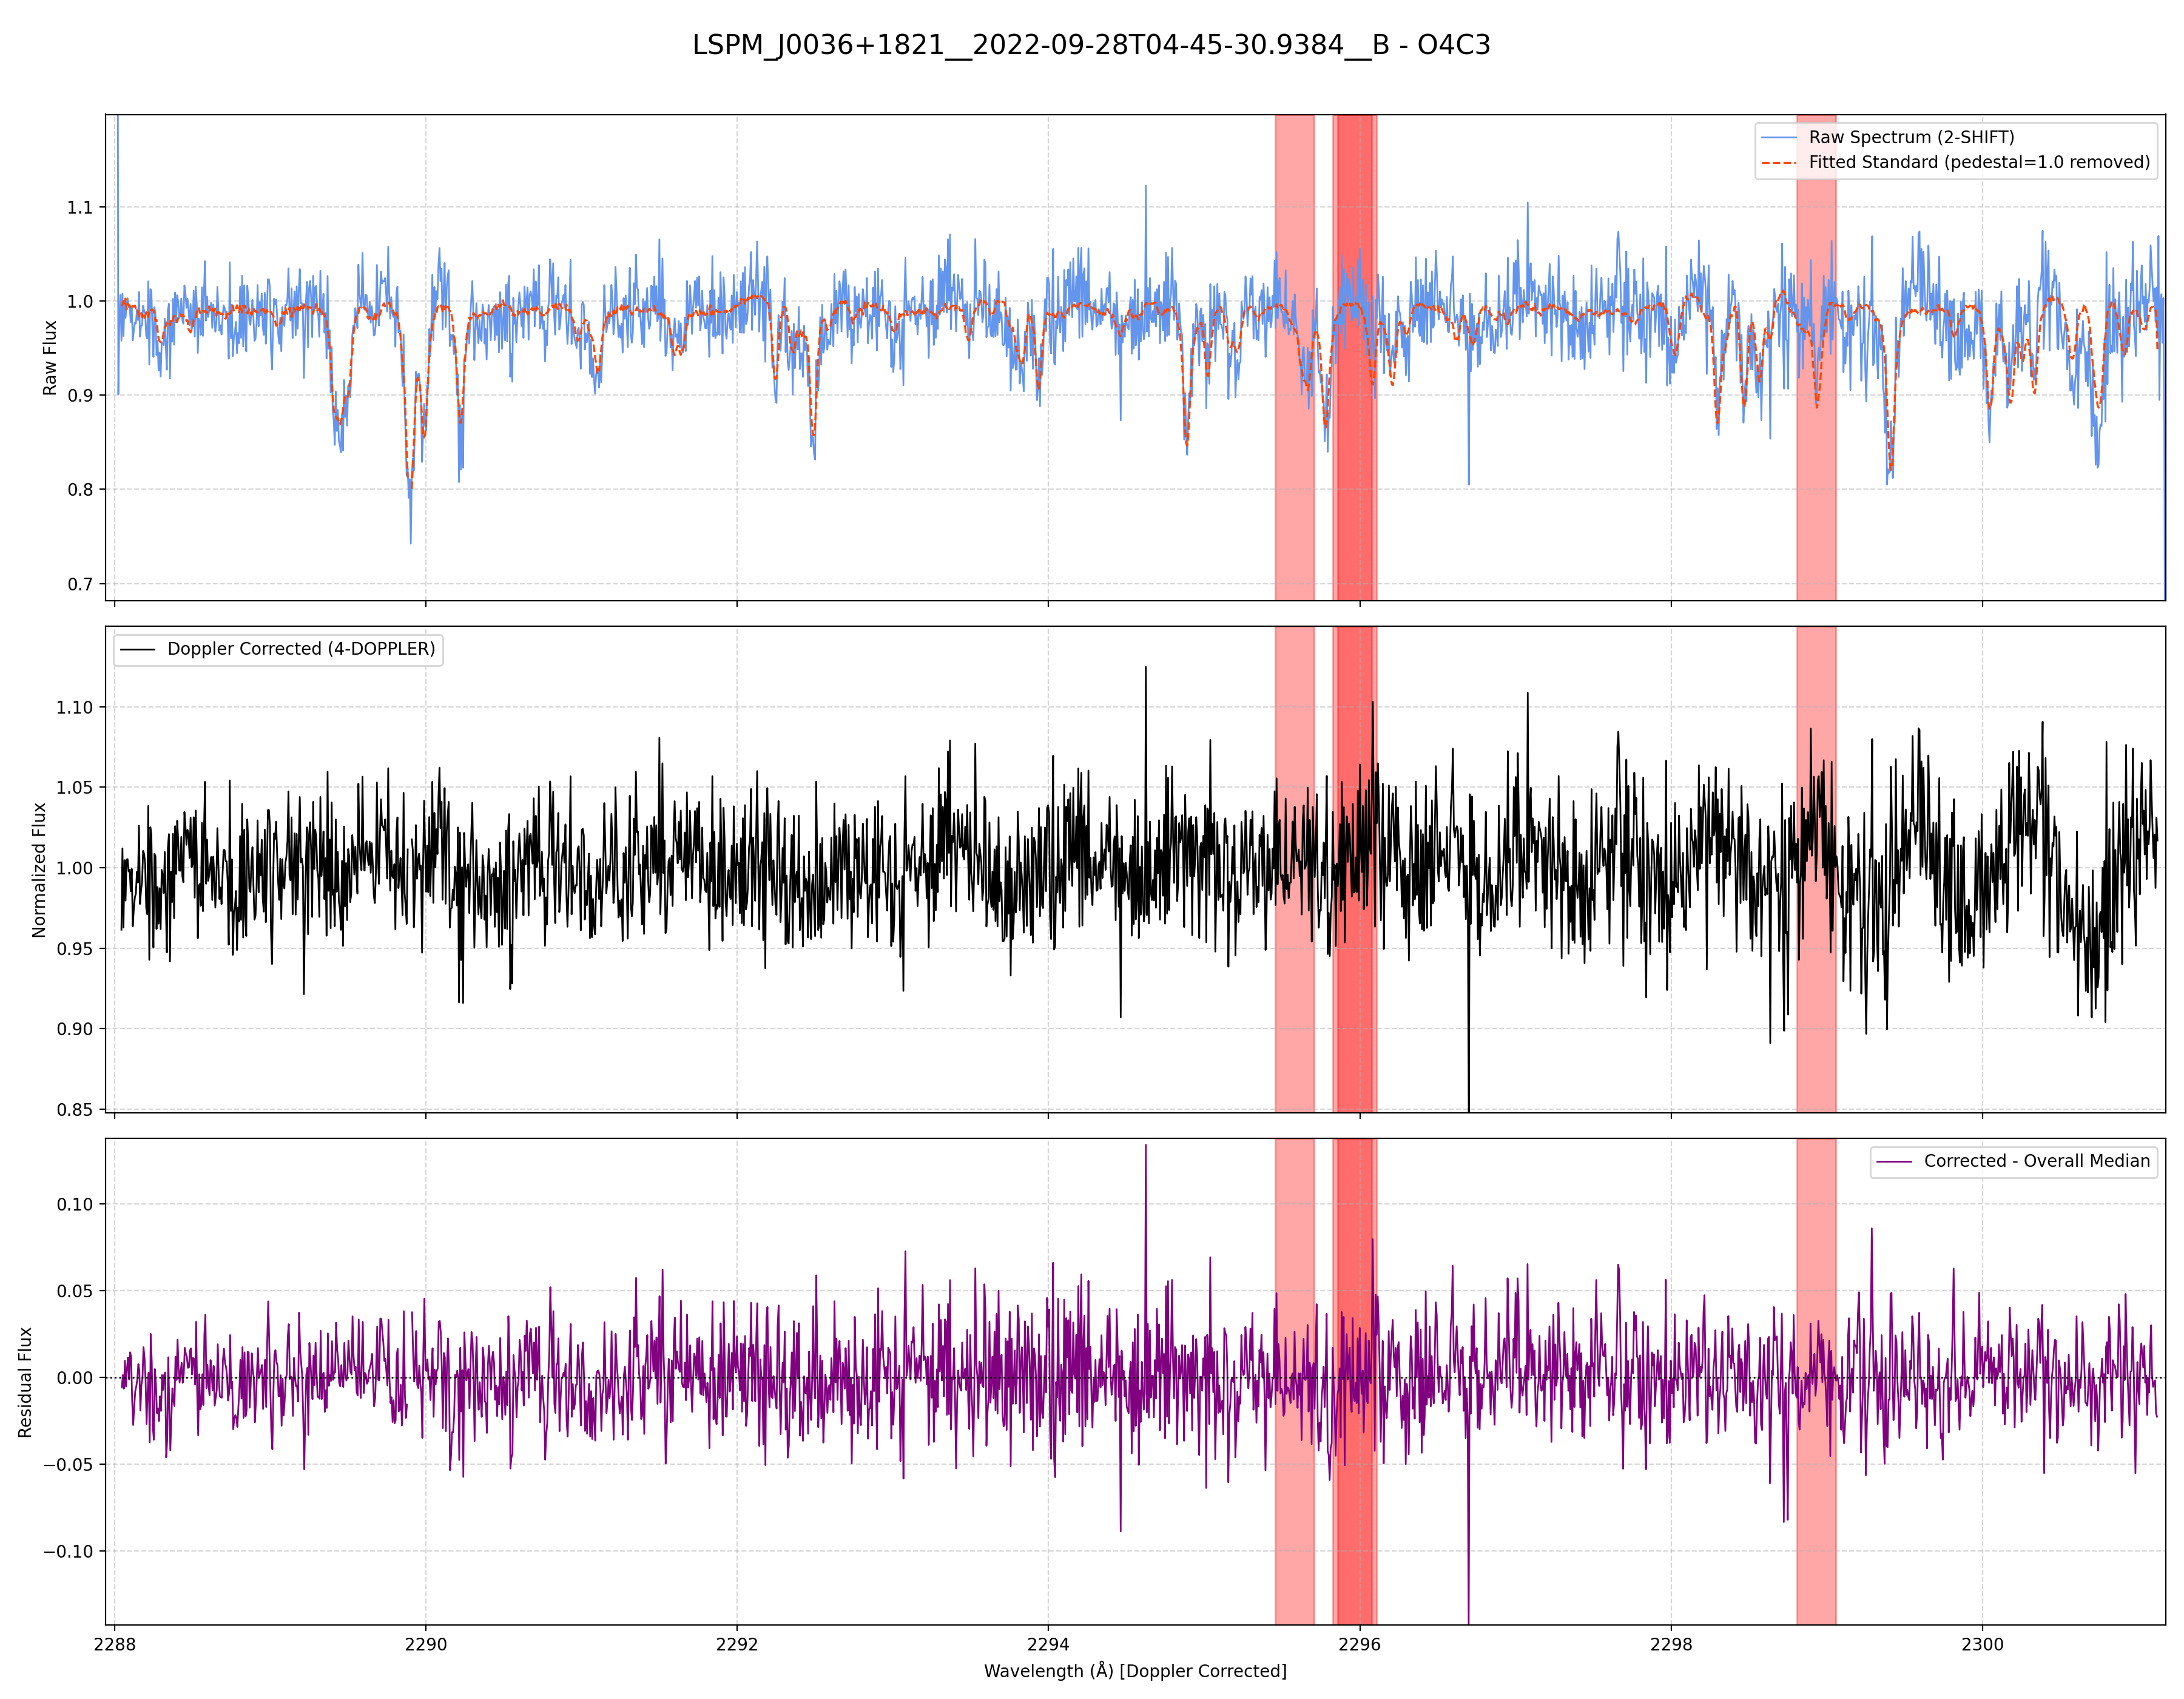 LSPM_J0036+1821__2022-09-28T04-45-30.9384__B - O4C3
Raw Spectrum (2-SHIFT)
Fitted Standard (pedestal=1.0 removed)
Raw Flux
1.1
1.0
0.9
0.8
0.7
Doppler Corrected (4-DOPPLER)
Normalized Flux
1.10
1.05
1.00
0.95
0.90
0.85
Corrected - Overall Median
Residual Flux
0.10
0.05
0.00
−0.05
−0.10
2288 2290 2292 2294 2296 2298 2300
Wavelength (Å) [Doppler Corrected]